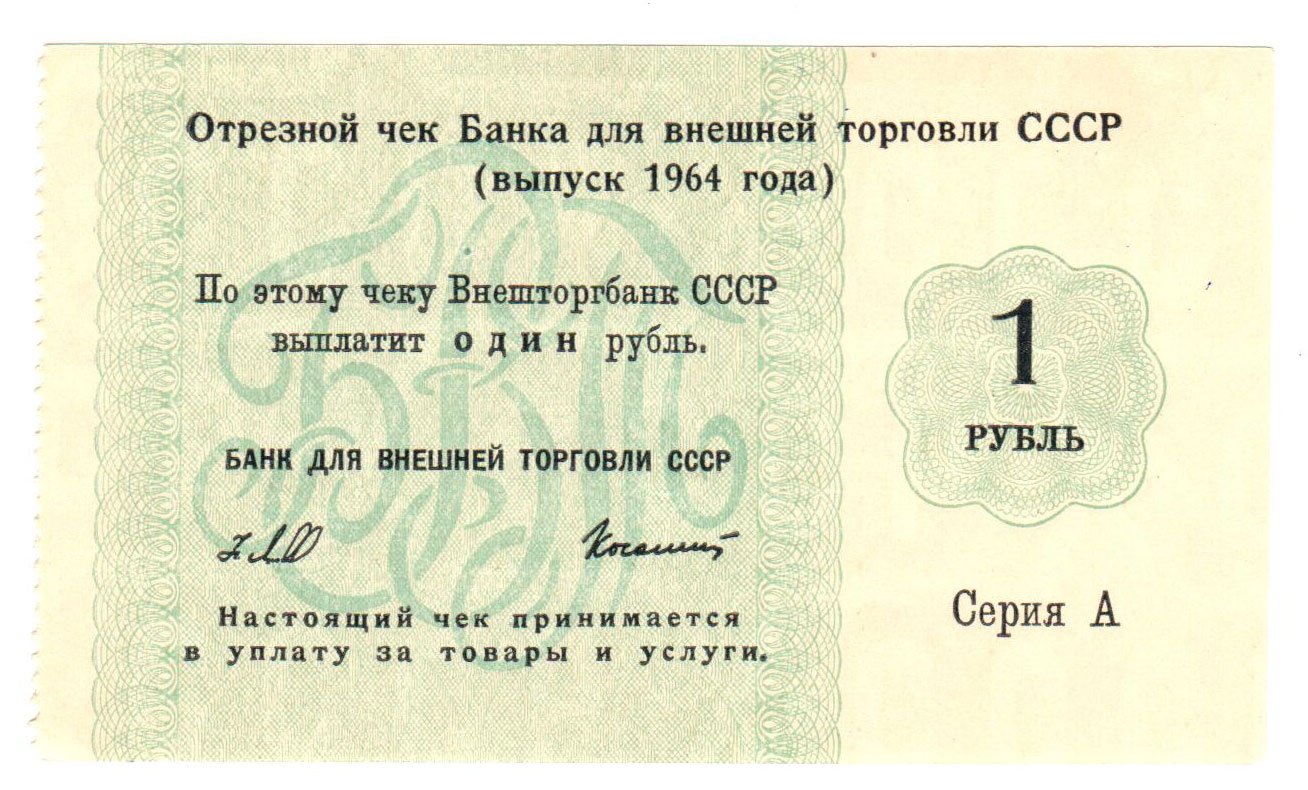 Отрезной чек Банка для внешней торговли СССР
(выпуск 1964 года)
По этому чеку Внешторгбанк СССР
выплатит один рубль.
БАНК ДЛЯ ВНЕШНЕЙ ТОРГОВЛИ СССР
Настоящий чек принимается
в уплату за товары и услуги.
1
РУБЛЬ
Серия А
БВТ